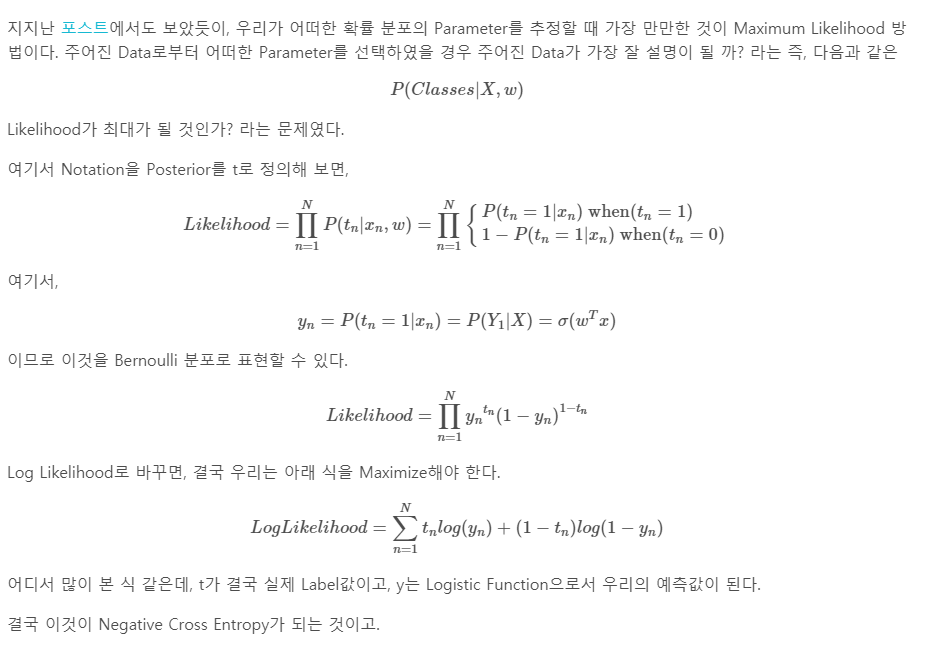 지지난 포스트에서도 보았듯이, 우리가 어떠한 확률 분포의 Parameter를 추정할 때 가장 만만한 것이 Maximum Likelihood 방
법이다. 주어진 Data로부터 어떠한 Parameter를 선택하였을 경우 주어진 Data가 가장 잘 설명이 될 까? 라는 즉, 다음과 같은
P(Classes|X, w)
Likelihood가 최대가 될 것인가? 라는 문제였다.
여기서 Notation을 Posterior를 t로 정의해 보면,
Likelihood = ∏_{n=1}^{N} P(t_n|x_n, w) = ∏_{n=1}^{N} { P(t_n = 1|x_n) when(t_n = 1)
1 − P(t_n = 1|x_n) when(t_n = 0)
여기서,
y_n = P(t_n = 1|x_n) = P(Y_1|X) = σ(w^T x)
이므로 이것을 Bernoulli 분포로 표현할 수 있다.
Likelihood = ∏_{n=1}^{N} y_n^{t_n}(1 − y_n)^{1−t_n}
Log Likelihood로 바꾸면, 결국 우리는 아래 식을 Maximize해야 한다.
LogLikelihood = ∑_{n=1}^{N} t_n log(y_n) + (1 − t_n)log(1 − y_n)
어디서 많이 본 식 같은데, t가 결국 실제 Label값이고, y는 Logistic Function으로서 우리의 예측값이 된다.
결국 이것이 Negative Cross Entropy가 되는 것이고.